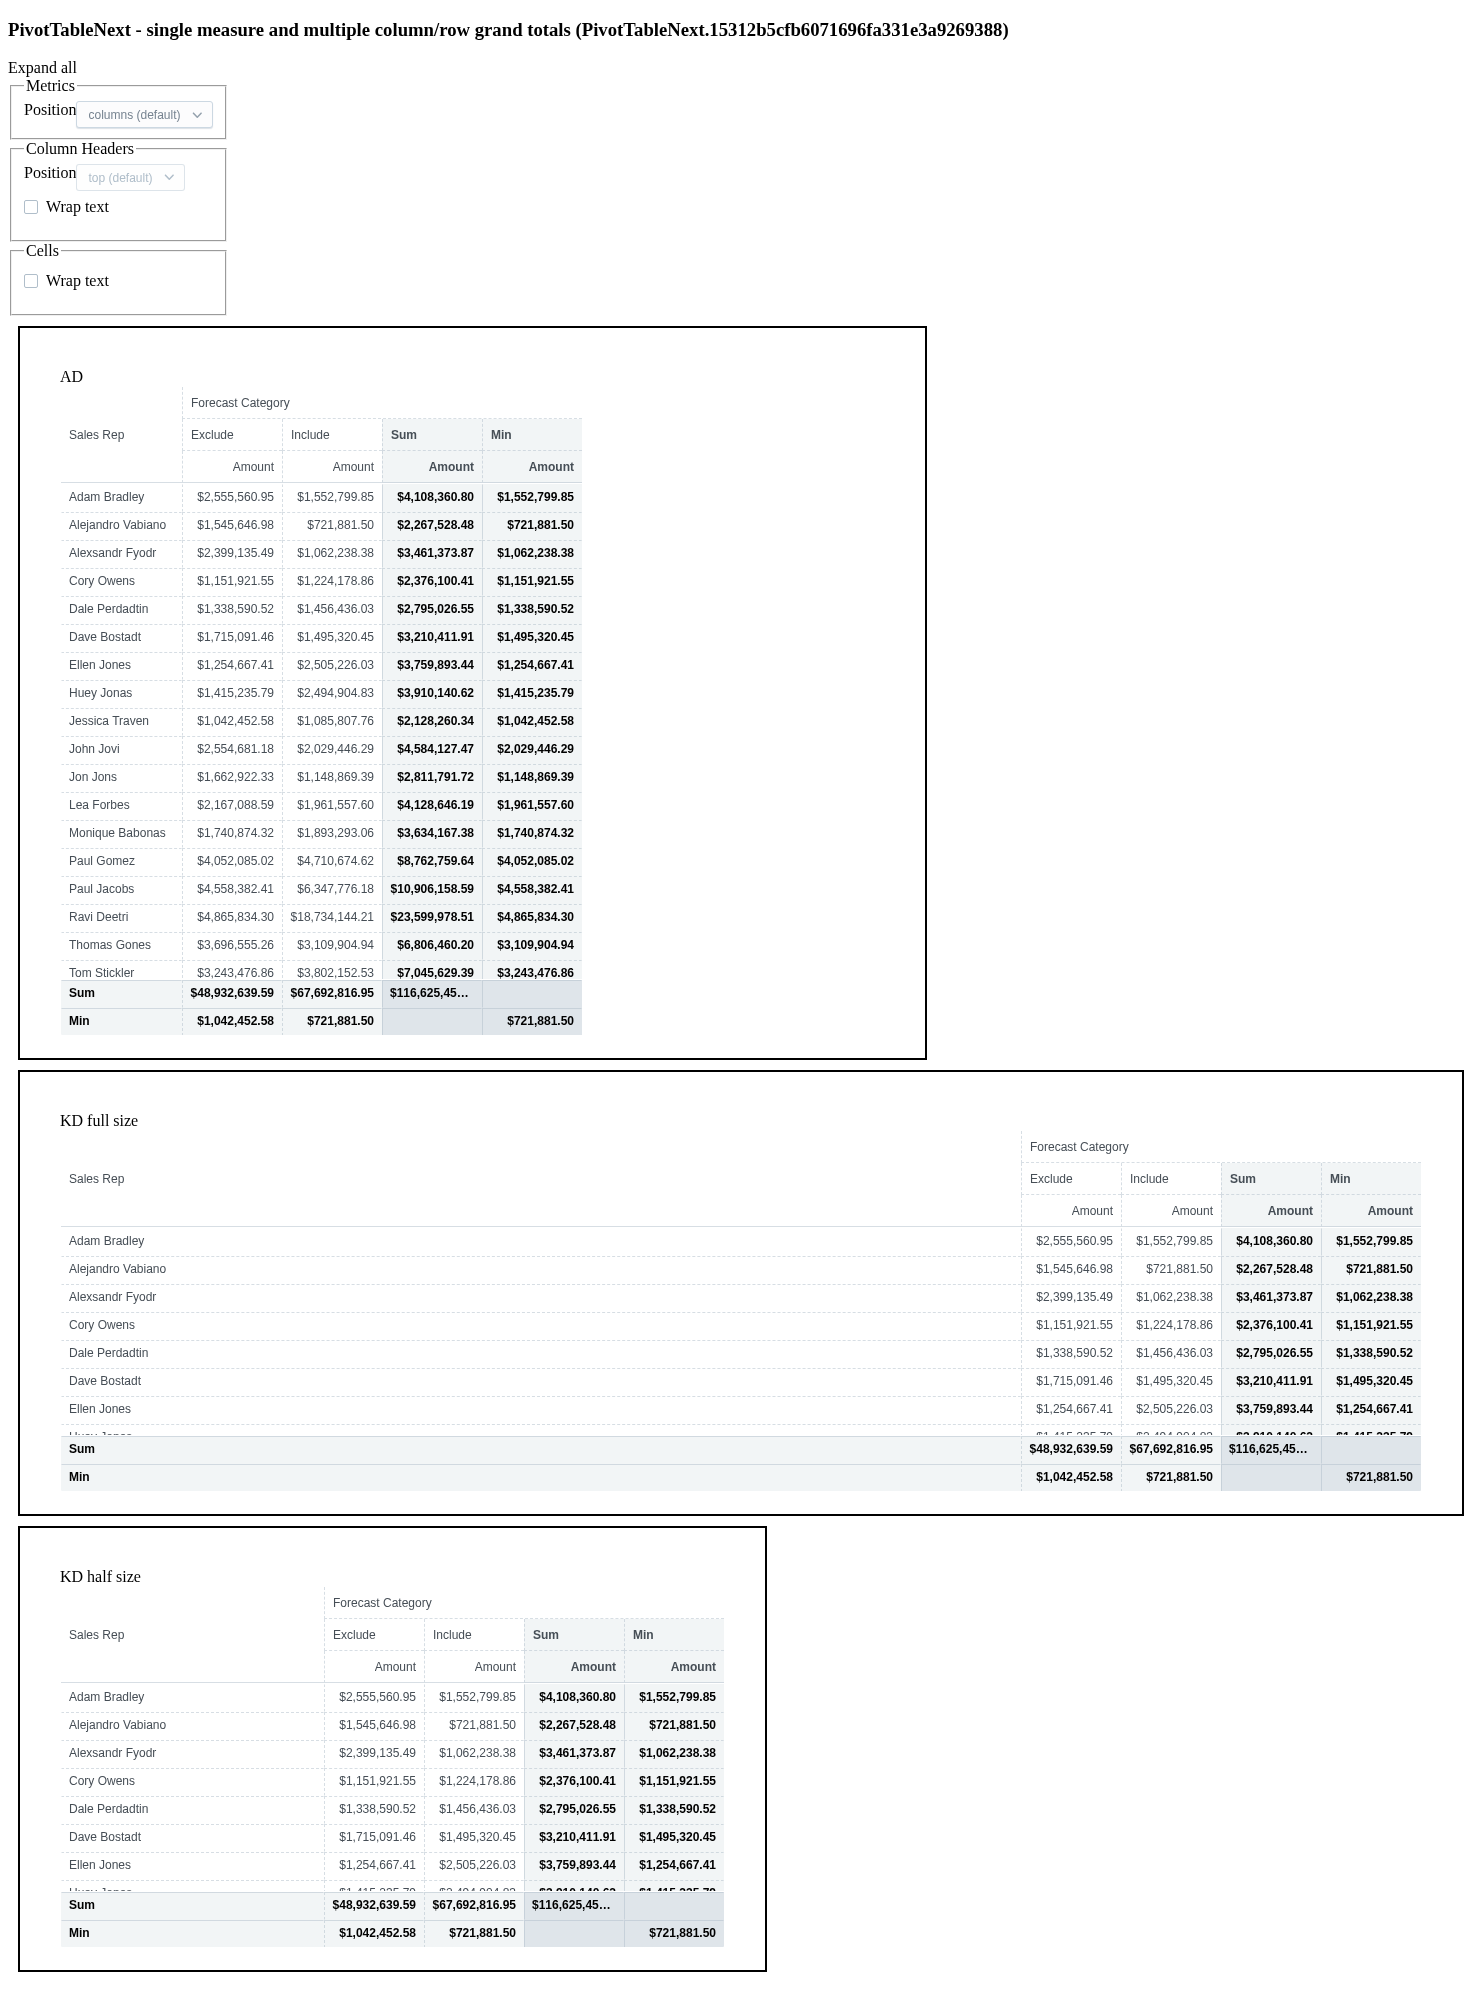 PivotTableNext - single measure and multiple column/row grand totals (PivotTableNext.15312b5cfb6071696fa331e3a9269388)
Expand all
Metrics
Position columns (default)
Column Headers
Position top (default)
Wrap text
Cells
Wrap text
AD
Forecast Category
Sales Rep Exclude Include Sum Min
Amount Amount Amount Amount
Adam Bradley $2,555,560.95 $1,552,799.85 $4,108,360.80 $1,552,799.85
Alejandro Vabiano $1,545,646.98 $721,881.50 $2,267,528.48 $721,881.50
Alexsandr Fyodr $2,399,135.49 $1,062,238.38 $3,461,373.87 $1,062,238.38
Cory Owens $1,151,921.55 $1,224,178.86 $2,376,100.41 $1,151,921.55
Dale Perdadtin $1,338,590.52 $1,456,436.03 $2,795,026.55 $1,338,590.52
Dave Bostadt $1,715,091.46 $1,495,320.45 $3,210,411.91 $1,495,320.45
Ellen Jones $1,254,667.41 $2,505,226.03 $3,759,893.44 $1,254,667.41
Huey Jonas $1,415,235.79 $2,494,904.83 $3,910,140.62 $1,415,235.79
Jessica Traven $1,042,452.58 $1,085,807.76 $2,128,260.34 $1,042,452.58
John Jovi $2,554,681.18 $2,029,446.29 $4,584,127.47 $2,029,446.29
Jon Jons $1,662,922.33 $1,148,869.39 $2,811,791.72 $1,148,869.39
Lea Forbes $2,167,088.59 $1,961,557.60 $4,128,646.19 $1,961,557.60
Monique Babonas $1,740,874.32 $1,893,293.06 $3,634,167.38 $1,740,874.32
Paul Gomez $4,052,085.02 $4,710,674.62 $8,762,759.64 $4,052,085.02
Paul Jacobs $4,558,382.41 $6,347,776.18 $10,906,158.59 $4,558,382.41
Ravi Deetri $4,865,834.30 $18,734,144.21 $23,599,978.51 $4,865,834.30
Thomas Gones $3,696,555.26 $3,109,904.94 $6,806,460.20 $3,109,904.94
Tom Stickler $3,243,476.86 $3,802,152.53 $7,045,629.39 $3,243,476.86
Sum $48,932,639.59 $67,692,816.95 $116,625,45…
Min $1,042,452.58 $721,881.50 $721,881.50
KD full size
Forecast Category
Sales Rep Exclude Include Sum Min
Amount Amount Amount Amount
Adam Bradley $2,555,560.95 $1,552,799.85 $4,108,360.80 $1,552,799.85
Alejandro Vabiano $1,545,646.98 $721,881.50 $2,267,528.48 $721,881.50
Alexsandr Fyodr $2,399,135.49 $1,062,238.38 $3,461,373.87 $1,062,238.38
Cory Owens $1,151,921.55 $1,224,178.86 $2,376,100.41 $1,151,921.55
Dale Perdadtin $1,338,590.52 $1,456,436.03 $2,795,026.55 $1,338,590.52
Dave Bostadt $1,715,091.46 $1,495,320.45 $3,210,411.91 $1,495,320.45
Ellen Jones $1,254,667.41 $2,505,226.03 $3,759,893.44 $1,254,667.41
Sum $48,932,639.59 $67,692,816.95 $116,625,45…
Min $1,042,452.58 $721,881.50 $721,881.50
KD half size
Forecast Category
Sales Rep Exclude Include Sum Min
Amount Amount Amount Amount
Adam Bradley $2,555,560.95 $1,552,799.85 $4,108,360.80 $1,552,799.85
Alejandro Vabiano $1,545,646.98 $721,881.50 $2,267,528.48 $721,881.50
Alexsandr Fyodr $2,399,135.49 $1,062,238.38 $3,461,373.87 $1,062,238.38
Cory Owens $1,151,921.55 $1,224,178.86 $2,376,100.41 $1,151,921.55
Dale Perdadtin $1,338,590.52 $1,456,436.03 $2,795,026.55 $1,338,590.52
Dave Bostadt $1,715,091.46 $1,495,320.45 $3,210,411.91 $1,495,320.45
Ellen Jones $1,254,667.41 $2,505,226.03 $3,759,893.44 $1,254,667.41
Sum $48,932,639.59 $67,692,816.95 $116,625,45…
Min $1,042,452.58 $721,881.50 $721,881.50